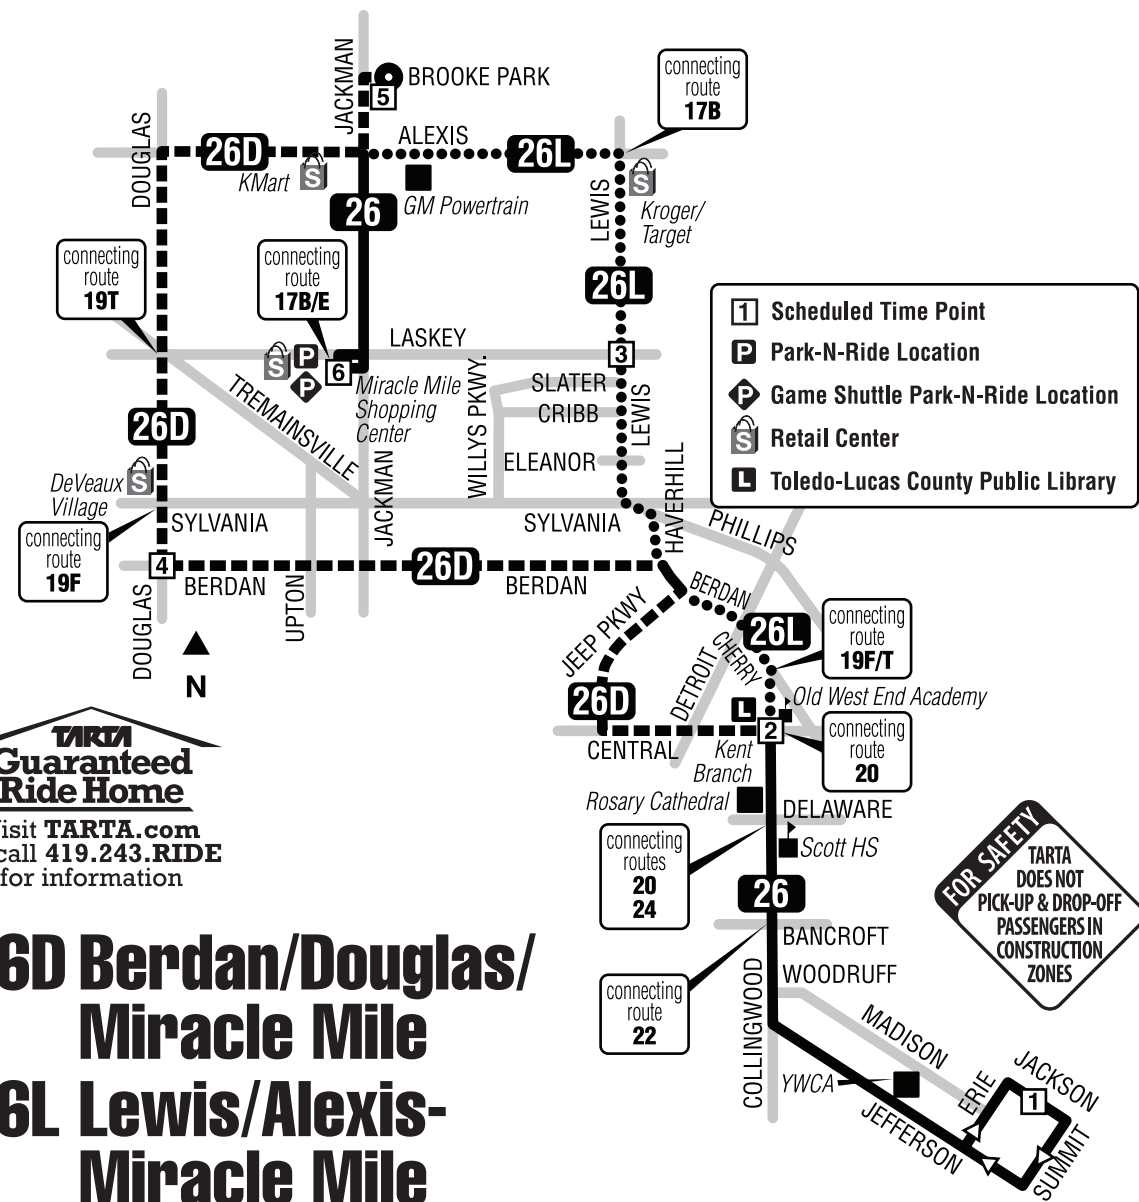 JACKMAN
BROOKE PARK
5
connecting
route
17B
DOUGLAS
ALEXIS
26D
26L
KMart
S
GM Powertrain
26
LEWIS
S
Kroger/
Target
connecting
route
19T
connecting
route
17B/E
26L
1 Scheduled Time Point
P Park-N-Ride Location
P Game Shuttle Park-N-Ride Location
S Retail Center
L Toledo-Lucas County Public Library
LASKEY
3
S
P
P
6
Miracle Mile
Shopping
Center
TREMAINSVILLE
WILLYS PKWY.
SLATER
CRIBB
LEWIS
26D
ELEANOR
DeVeaux
Village
S
JACKMAN
HAVERHILL
SYLVANIA
SYLVANIA
PHILLIPS
connecting
route
19F
4
BERDAN
26D
BERDAN
UPTON
DOUGLAS
N
BERDAN
JEEP PKWY
26L
CHERRY
DETROIT
connecting
route
19F/T
26D
L
Old West End Academy
2
CENTRAL
Kent
Branch
connecting
route
20
Rosary Cathedral
DELAWARE
Scott HS
connecting
routes
20
24
26
BANCROFT
WOODRUFF
connecting
route
22
COLLINGWOOD
MADISON
YWCA
JEFFERSON
ERIE
JACKSON
1
SUMMIT
TARTA
Guaranteed
Ride Home
isit TARTA.com
call 419.243.RIDE
for information
FOR SAFETY
TARTA
DOES NOT
PICK-UP & DROP-OFF
PASSENGERS IN
CONSTRUCTION
ZONES
6D Berdan/Douglas/
Miracle Mile
6L Lewis/Alexis-
Miracle Mile